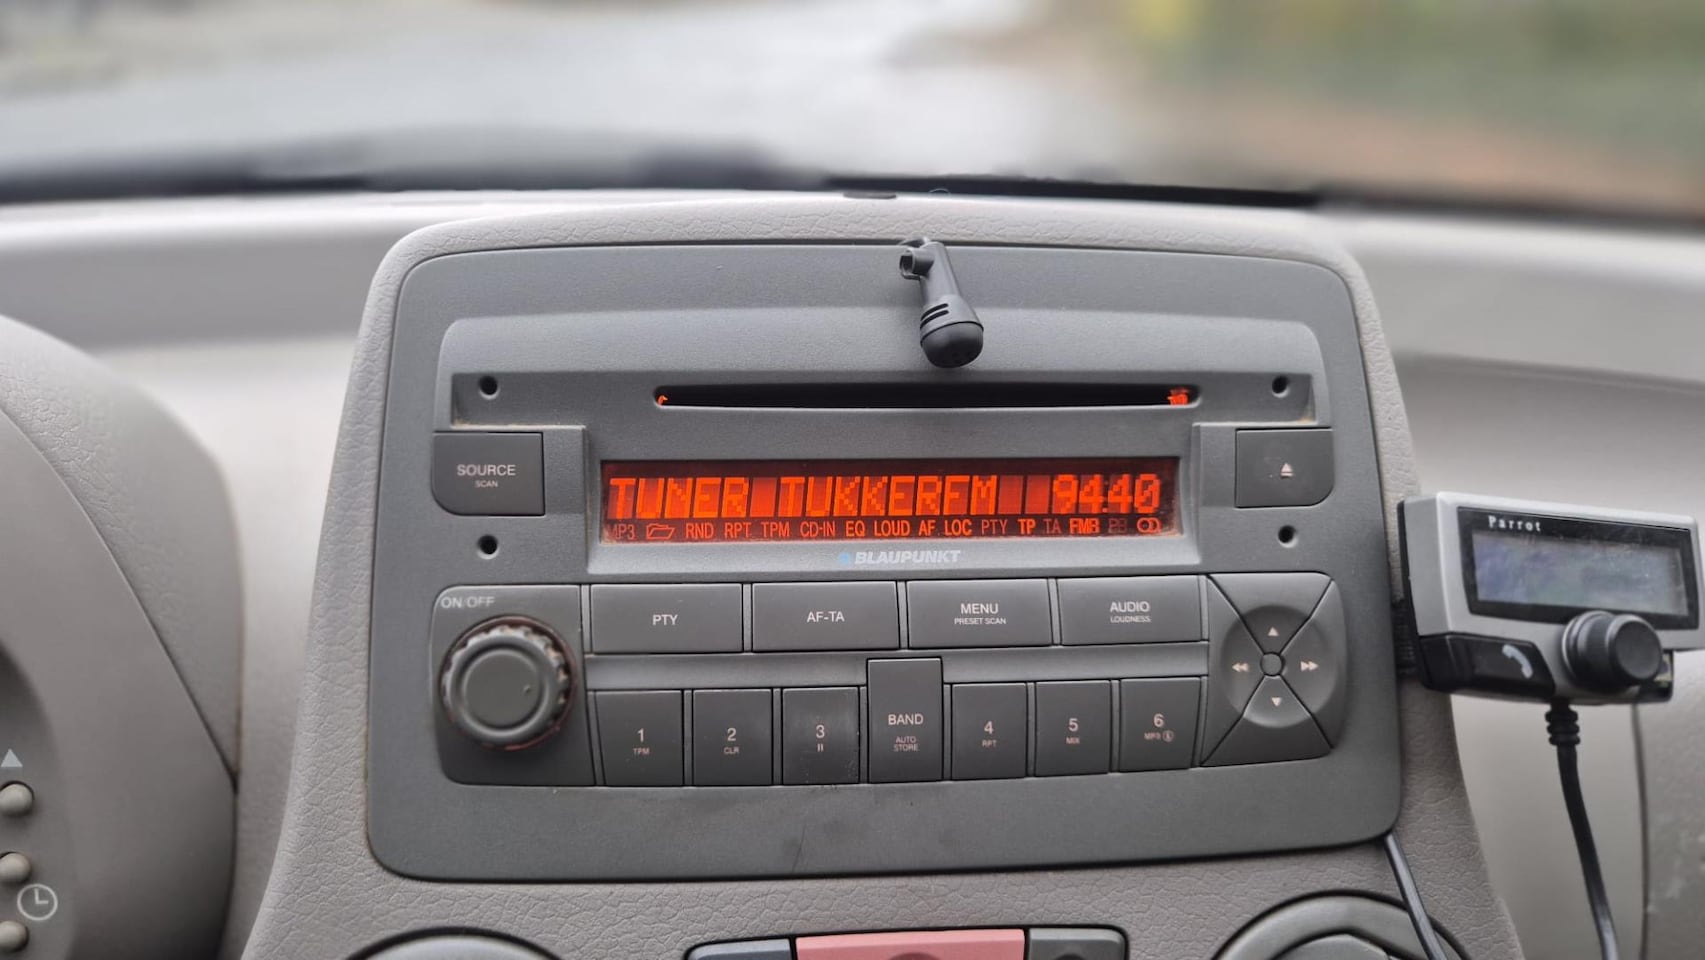 SOURCE
SCAN
TUNER TUKKERFM 94.40
MP3 RND RPT TPM CD-IN EQ LOUD AF LOC PTY TP TA FMR
BLAUPUNKT
Parrot
ON/OFF
PTY
AF-TA
MENU
PRESET SCAN
AUDIO
LOUDNESS
1
TPM
2
CLR
3
BAND
AUTO
STORE
4
RPT
5
MIX
6
MP3